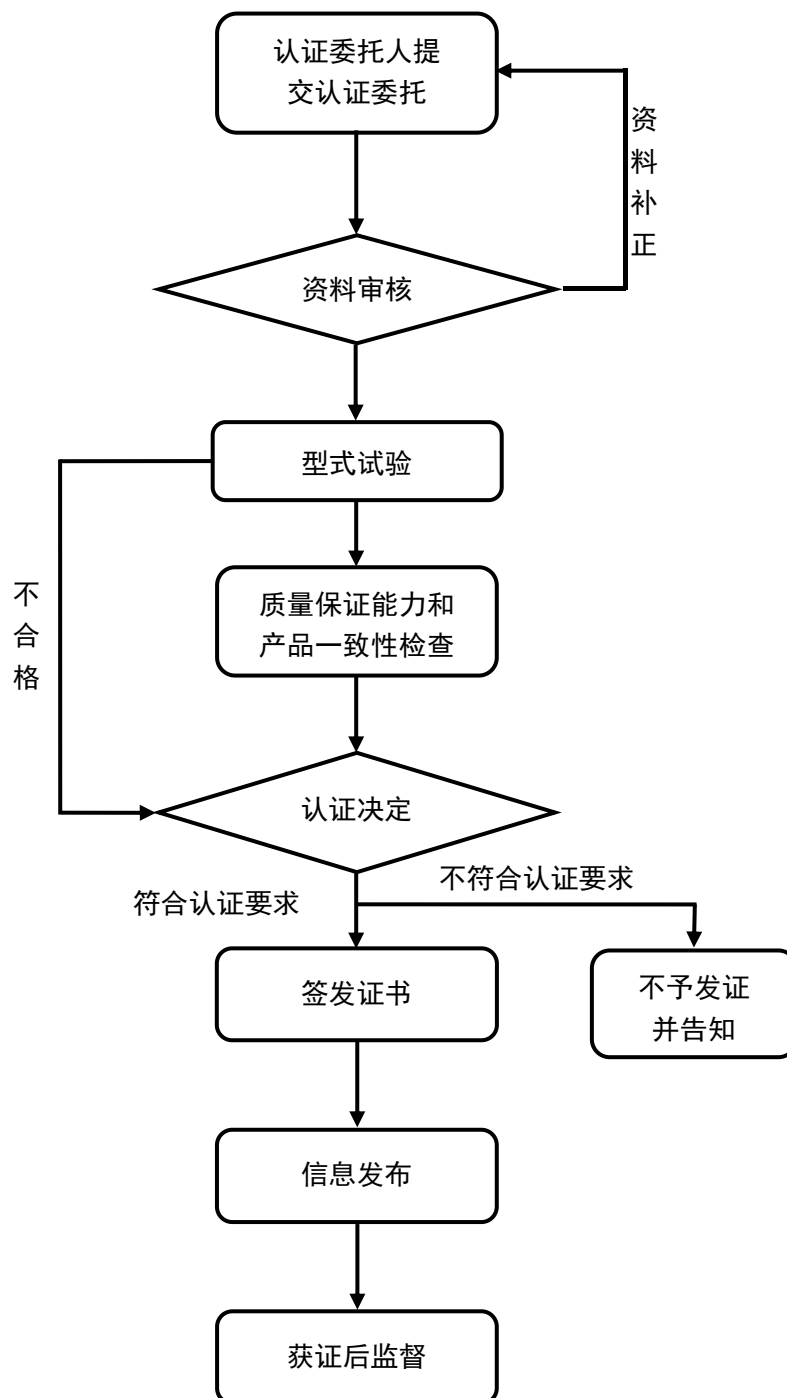 认证委托人提
交认证委托
资料补正
资料审核
型式试验
不合格
质量保证能力和
产品一致性检查
认证决定
符合认证要求
不符合认证要求
签发证书
不予发证
并告知
信息发布
获证后监督